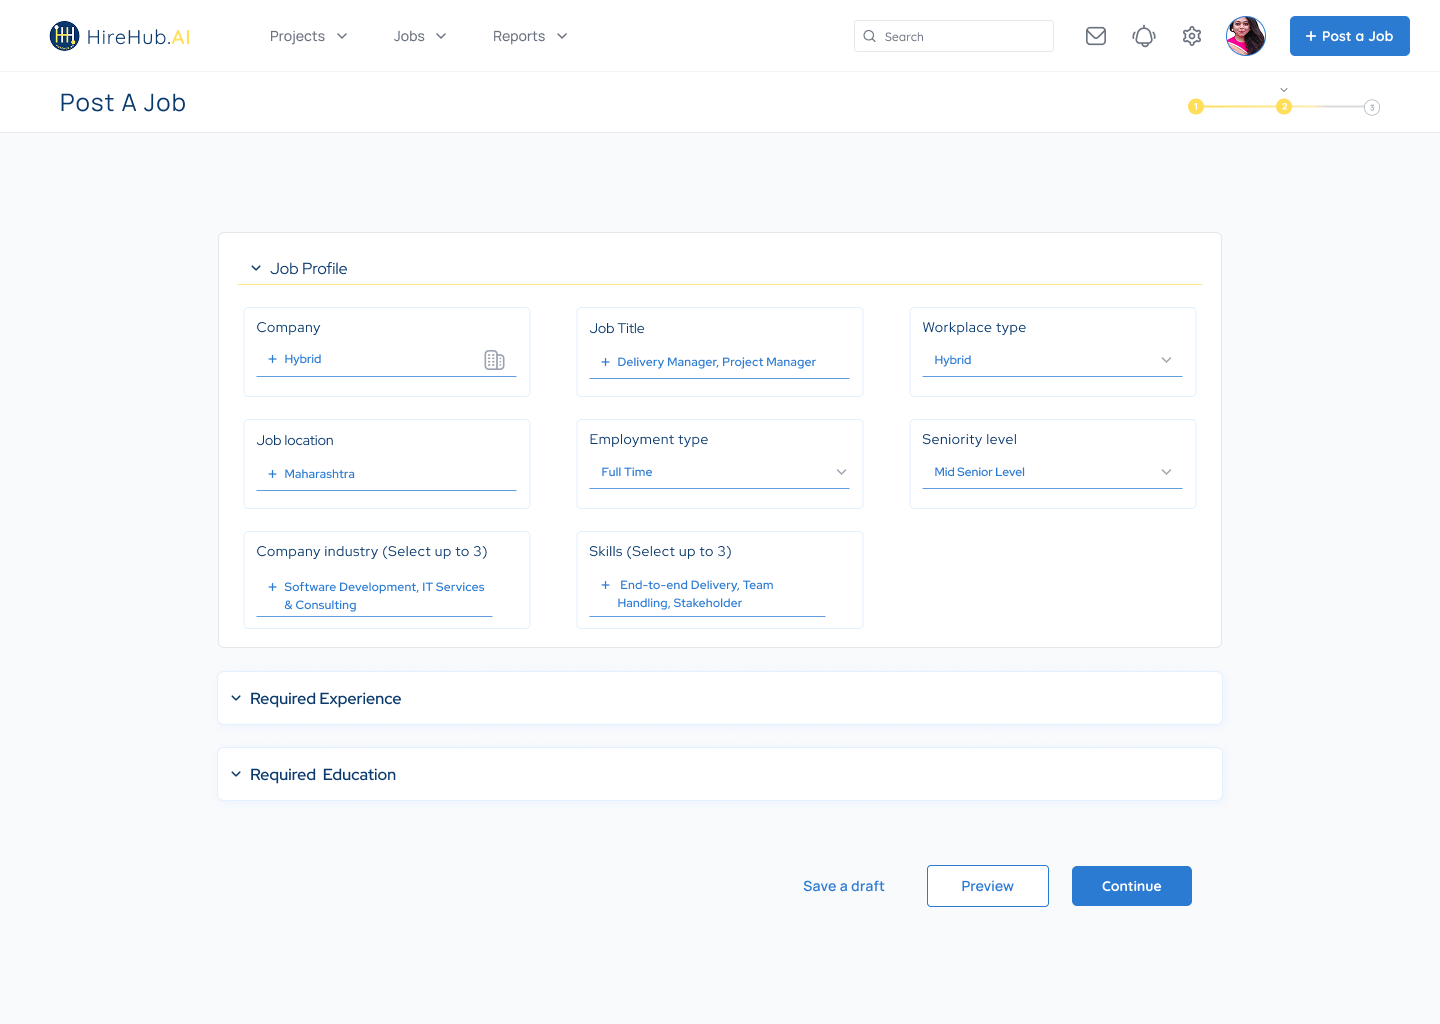 HireHub.AI
Projects
Jobs
Reports
Search
+ Post a Job
Post A Job
1
2
3
Job Profile
Company
+ Hybrid
Job Title
+ Delivery Manager, Project Manager
Workplace type
Hybrid
Job location
+ Maharashtra
Employment type
Full Time
Seniority level
Mid Senior Level
Company industry (Select up to 3)
+ Software Development, IT Services
& Consulting
Skills (Select up to 3)
+ End-to-end Delivery, Team
Handling, Stakeholder
Required Experience
Required Education
Save a draft
Preview
Continue